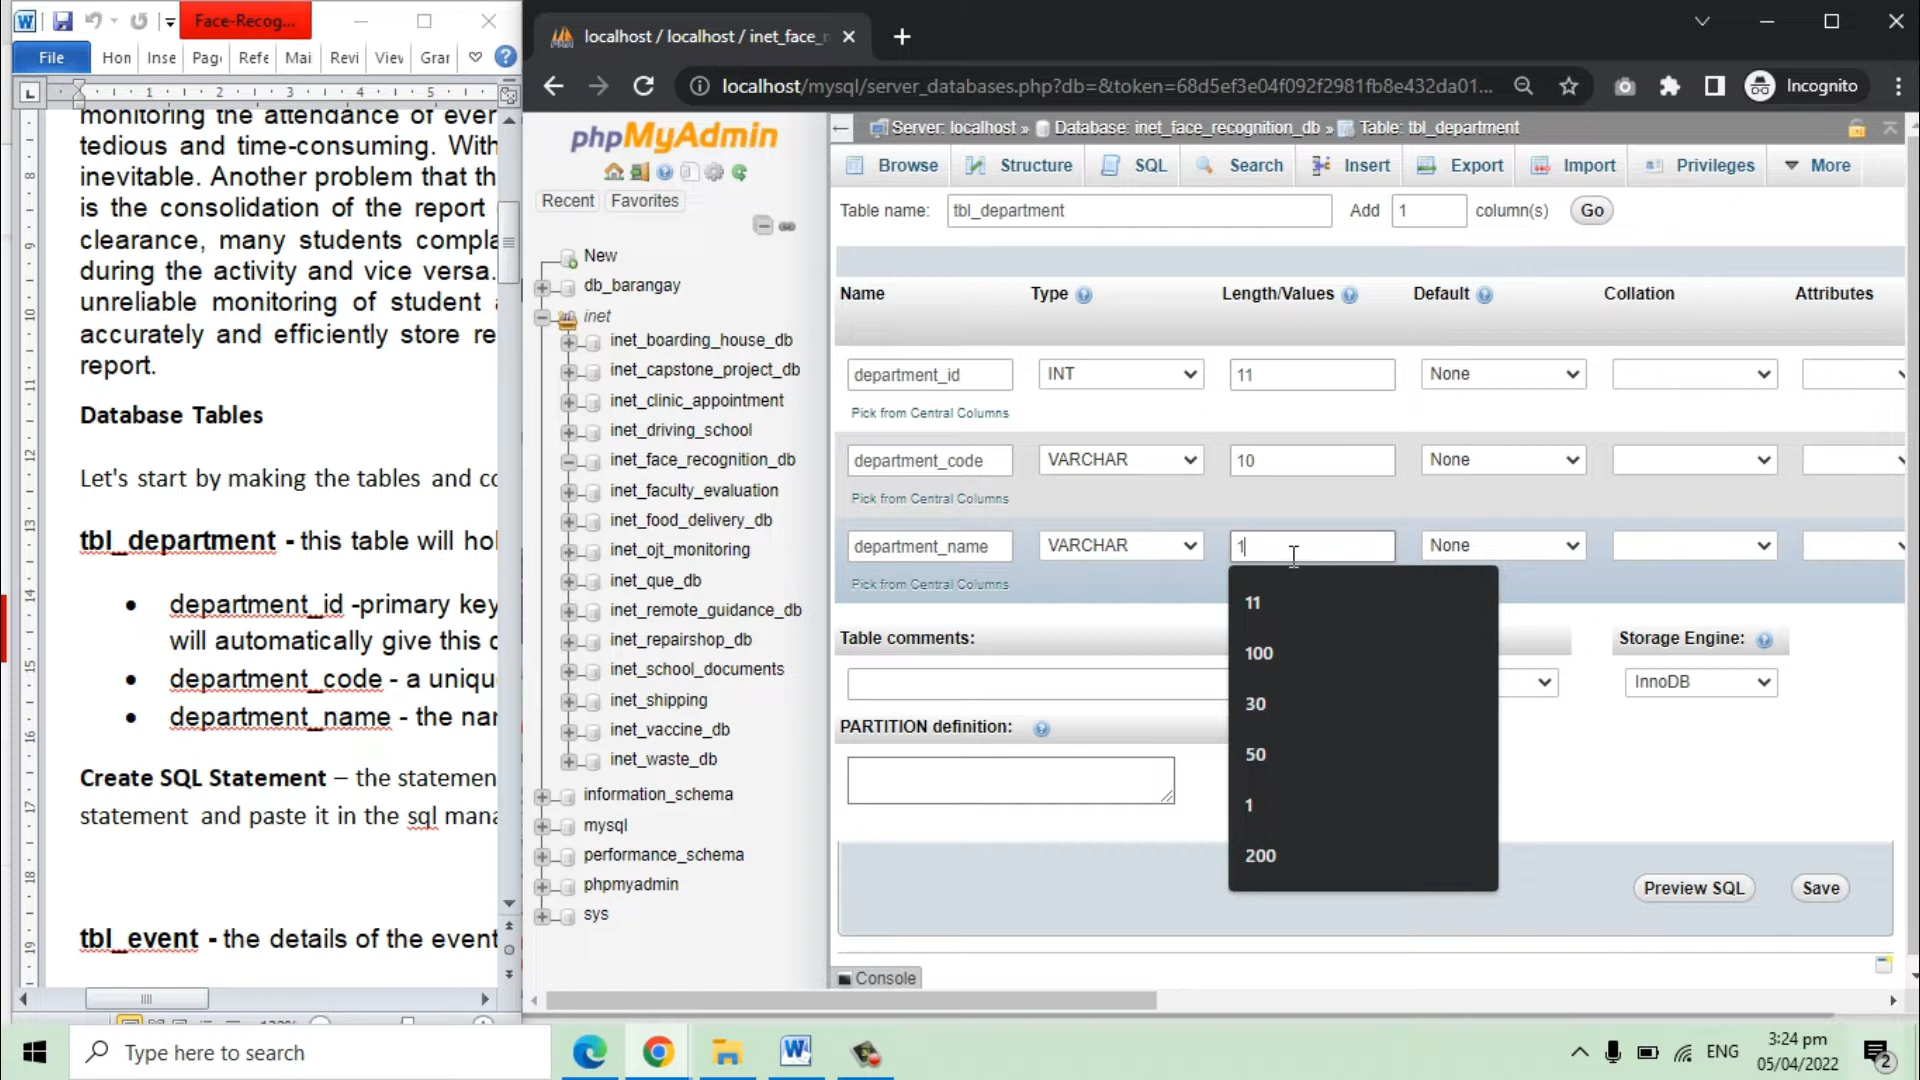 Face-Recog...
File
Hon
Inse
Page
Refe
Mai
Revi
View
Grar
monitoring the attendance of ever
tedious and time-consuming. With
inevitable. Another problem that th
is the consolidation of the report
clearance, many students compla
during the activity and vice versa.
unreliable monitoring of student
accurately and efficiently store re
report.
Database Tables
Let's start by making the tables and co
tbl_department - this table will hol
• department_id -primary key
will automatically give this c
• department_code - a uniqu
• department_name - the nar
Create SQL Statement – the statemen
statement and paste it in the sql mana
tbl_event - the details of the event
localhost / localhost / inet_face_r
localhost/mysql/server_databases.php?db=&token=68d5ef3e04f092f2981fb8e432da01...
Incognito
phpMyAdmin
Recent
Favorites
New
db_barangay
inet
inet_boarding_house_db
inet_capstone_project_db
inet_clinic_appointment
inet_driving_school
inet_face_recognition_db
inet_faculty_evaluation
inet_food_delivery_db
inet_ojt_monitoring
inet_que_db
inet_remote_guidance_db
inet_repairshop_db
inet_school_documents
inet_shipping
inet_vaccine_db
inet_waste_db
information_schema
mysql
performance_schema
phpmyadmin
sys
Server: localhost » Database: inet_face_recognition_db » Table: tbl_department
Browse Structure SQL Search Insert Export Import Privileges More
Table name: tbl_department Add 1 column(s) Go
Name Type Length/Values Default Collation Attributes
department_id INT 11 None
Pick from Central Columns
department_code VARCHAR 10 None
Pick from Central Columns
department_name VARCHAR 1 None
Pick from Central Columns
11
100
30
50
1
200
Table comments: Storage Engine:
InnoDB
PARTITION definition:
Preview SQL Save
Console
Type here to search
ENG
3:24 pm
05/04/2022
2